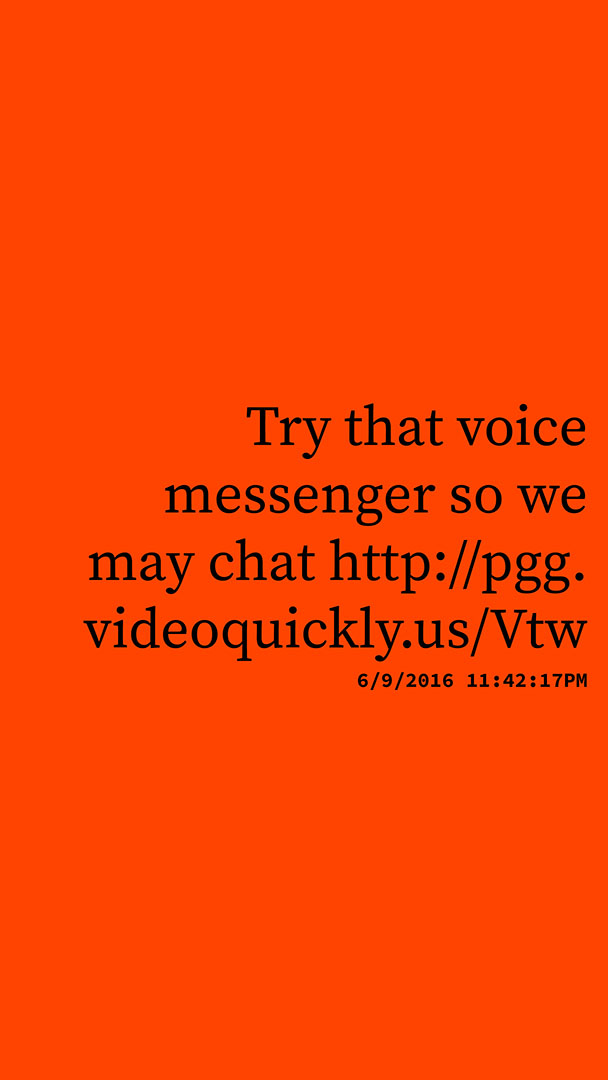 Try that voice
messenger so we
may chat http://pgg.
videoquickly.us/Vtw
6/9/2016 11:42:17PM